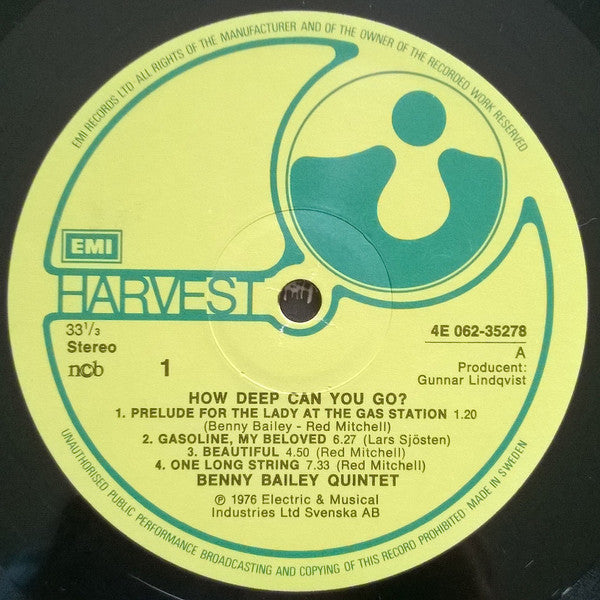 EMI RECORDS LTD ALL RIGHTS OF THE MANUFACTURER AND OF THE OWNER OF THE RECORDED WORK RESERVED
EMI
HARVEST
33 1/3
Stereo
ncb
1
4E 062-35278
A
Producent:
Gunnar Lindqvist
HOW DEEP CAN YOU GO?
1. PRELUDE FOR THE LADY AT THE GAS STATION 1.20
(Benny Bailey - Red Mitchell)
2. GASOLINE, MY BELOVED 6.27 (Lars Sjösten)
3. BEAUTIFUL 4.50 (Red Mitchell)
4. ONE LONG STRING 7.33 (Red Mitchell)
BENNY BAILEY QUINTET
℗ 1976 Electric & Musical
Industries Ltd Svenska AB
UNAUTHORISED PUBLIC PERFORMANCE BROADCASTING AND COPYING OF THIS RECORD PROHIBITED MADE IN SWEDEN